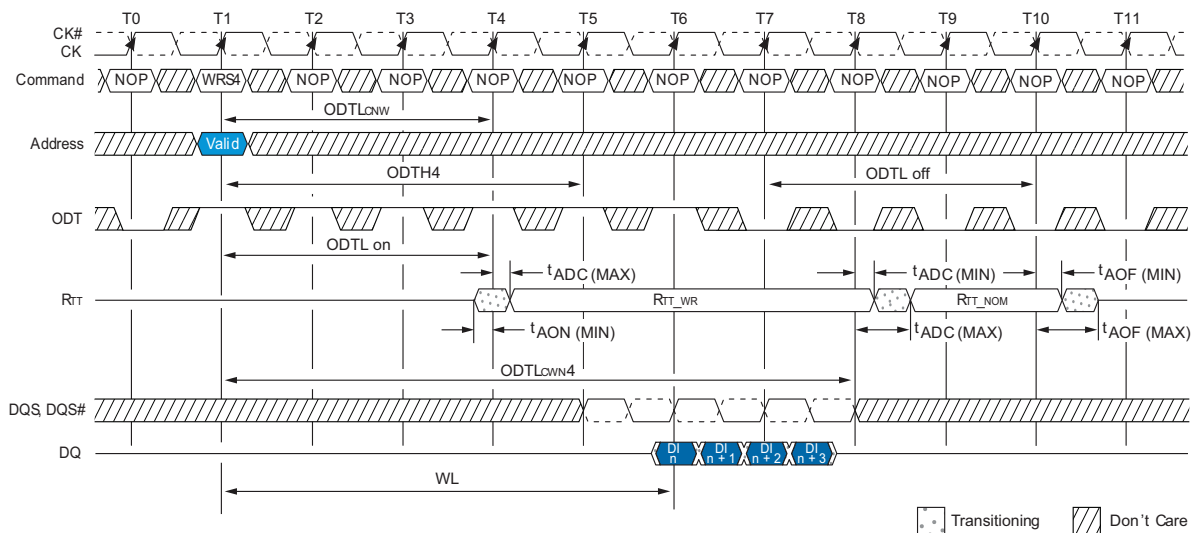 T0 T1 T2 T3 T4 T5 T6 T7 T8 T9 T10 T11
CK#
CK
Command NOP WRS4 NOP NOP NOP NOP NOP NOP NOP NOP NOP NOP
ODTLCNW
Address Valid
ODTH4 ODTL off
ODT
ODTL on
tADC (MAX) tADC (MIN) tAOF (MIN)
RTT RTT_WR RTT_NOM
tAON (MIN) tADC (MAX) tAOF (MAX)
ODTLCWN4
DQS, DQS#
DQ DI n DI n + 1 DI n + 2 DI n + 3
WL
Transitioning Don't Care